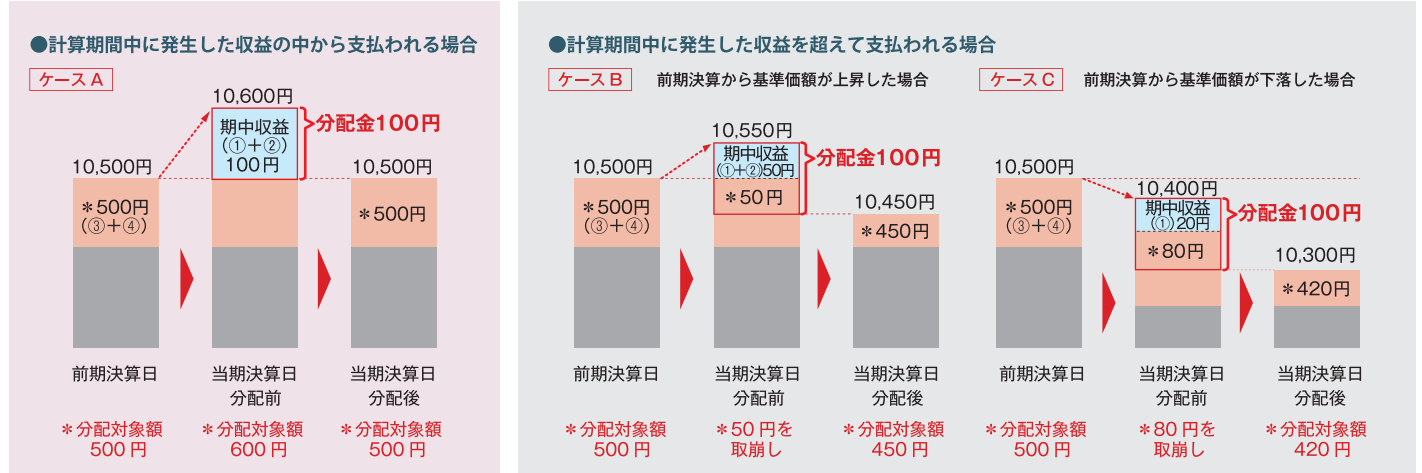 ●計算期間中に発生した収益の中から支払われる場合
ケースA
10,600円
期中収益
(①+②)
100円
分配金100円
10,500円
10,500円
*500円
(③+④)
*500円
前期決算日
当期決算日
分配前
当期決算日
分配後
*分配対象額
500円
*分配対象額
600円
*分配対象額
500円
●計算期間中に発生した収益を超えて支払われる場合
ケースB
前期決算から基準価額が上昇した場合
10,550円
期中収益
(①+②)50円
*50円
分配金100円
10,500円
*500円
(③+④)
10,450円
*450円
前期決算日
当期決算日
分配前
当期決算日
分配後
*分配対象額
500円
*50円を
取崩し
*分配対象額
450円
ケースC
前期決算から基準価額が下落した場合
10,500円
*500円
(③+④)
10,400円
期中収益
(①)20円
*80円
分配金100円
10,300円
*420円
前期決算日
当期決算日
分配前
当期決算日
分配後
*分配対象額
500円
*80円を
取崩し
*分配対象額
420円